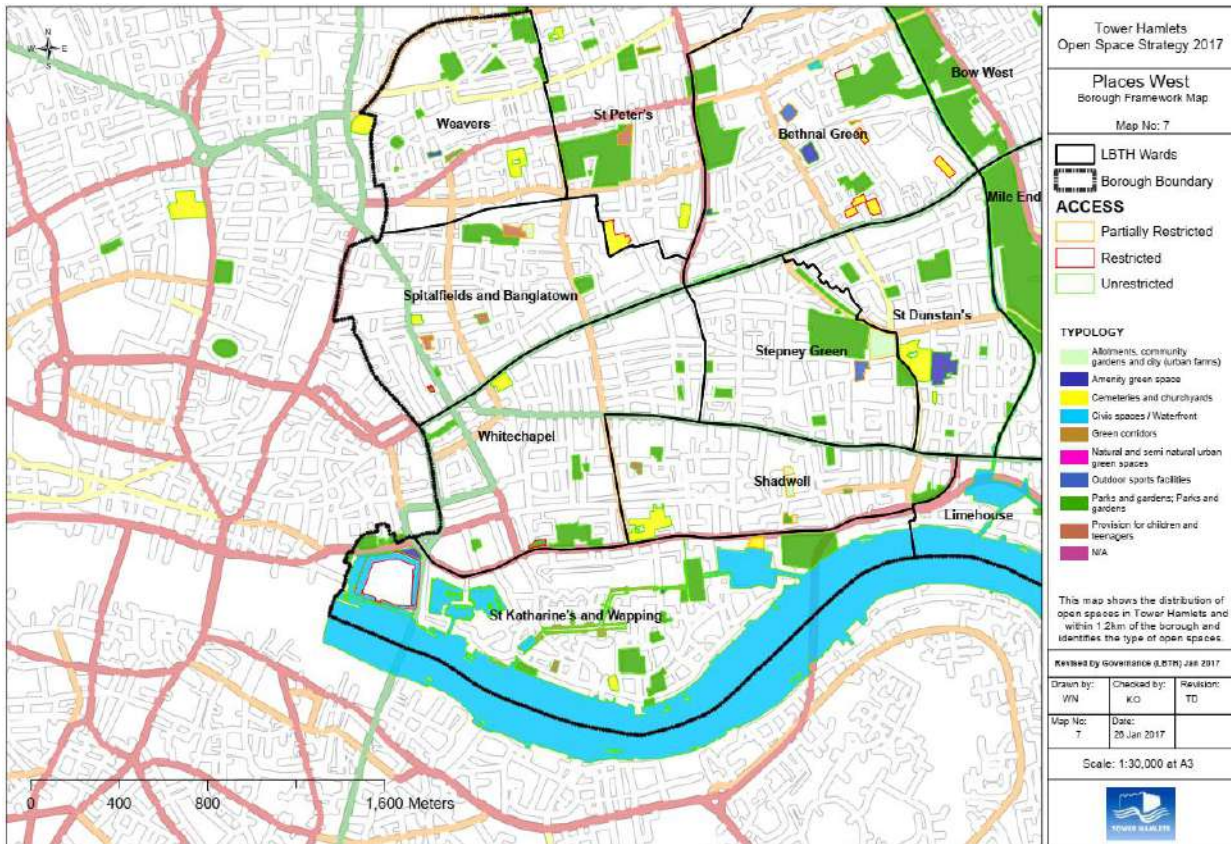 N
W
E
S
Weavers
St Peter's
Bethnal Green
Bow West
Mile End
Spitalfields and Banglatown
St Dunstan's
Stepney Green
Whitechapel
Shadwell
Limehouse
St Katharine's and Wapping
0 400 800 1,600 Meters
Tower Hamlets
Open Space Strategy 2017
Places West
Borough Framework Map
Map No: 7
LBTH Wards
Borough Boundary
ACCESS
Partially Restricted
Restricted
Unrestricted
TYPOLOGY
Allotments, community
gardens and city (urban farms)
Amenity green space
Cemeteries and churchyards
Civic spaces / Waterfront
Green corridors
Natural and semi natural urban
green spaces
Outdoor sports facilities
Parks and gardens; Parks and
gardens
Provision for children and
teenagers
N/A
This map shows the distribution of
open spaces in Tower Hamlets and
within 1.2km of the borough and
identifies the type of open spaces
Revised by Governance (LBTH) Jan 2017
Drawn by: Checked by: Revision:
WN KO TD
Map No: Date:
7 26 Jan 2017
Scale: 1:30,000 at A3
TOWER HAMLETS